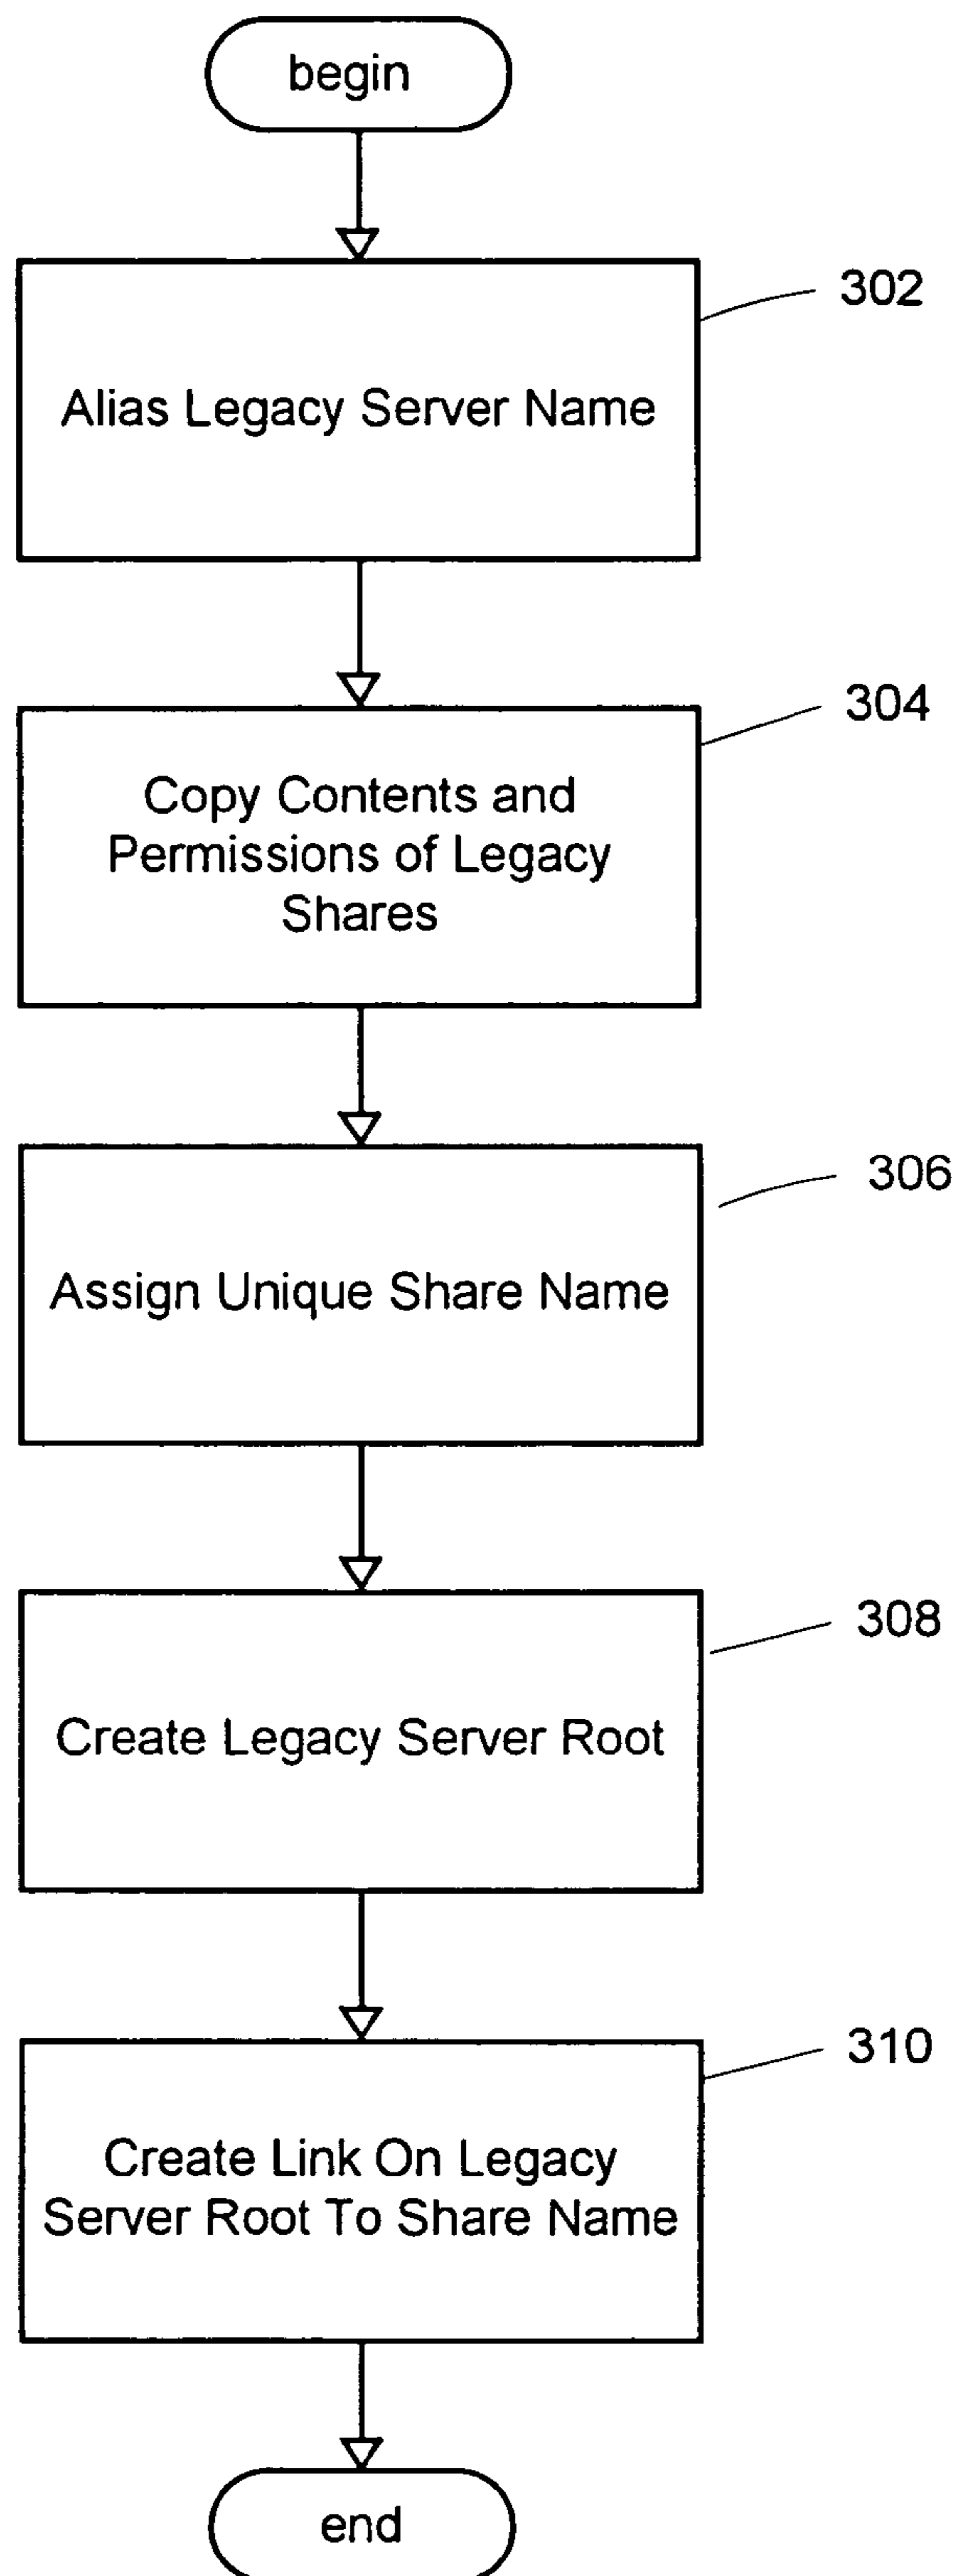 begin
302
Alias Legacy Server Name
304
Copy Contents and
Permissions of Legacy
Shares
306
Assign Unique Share Name
308
Create Legacy Server Root
310
Create Link On Legacy
Server Root To Share Name
end